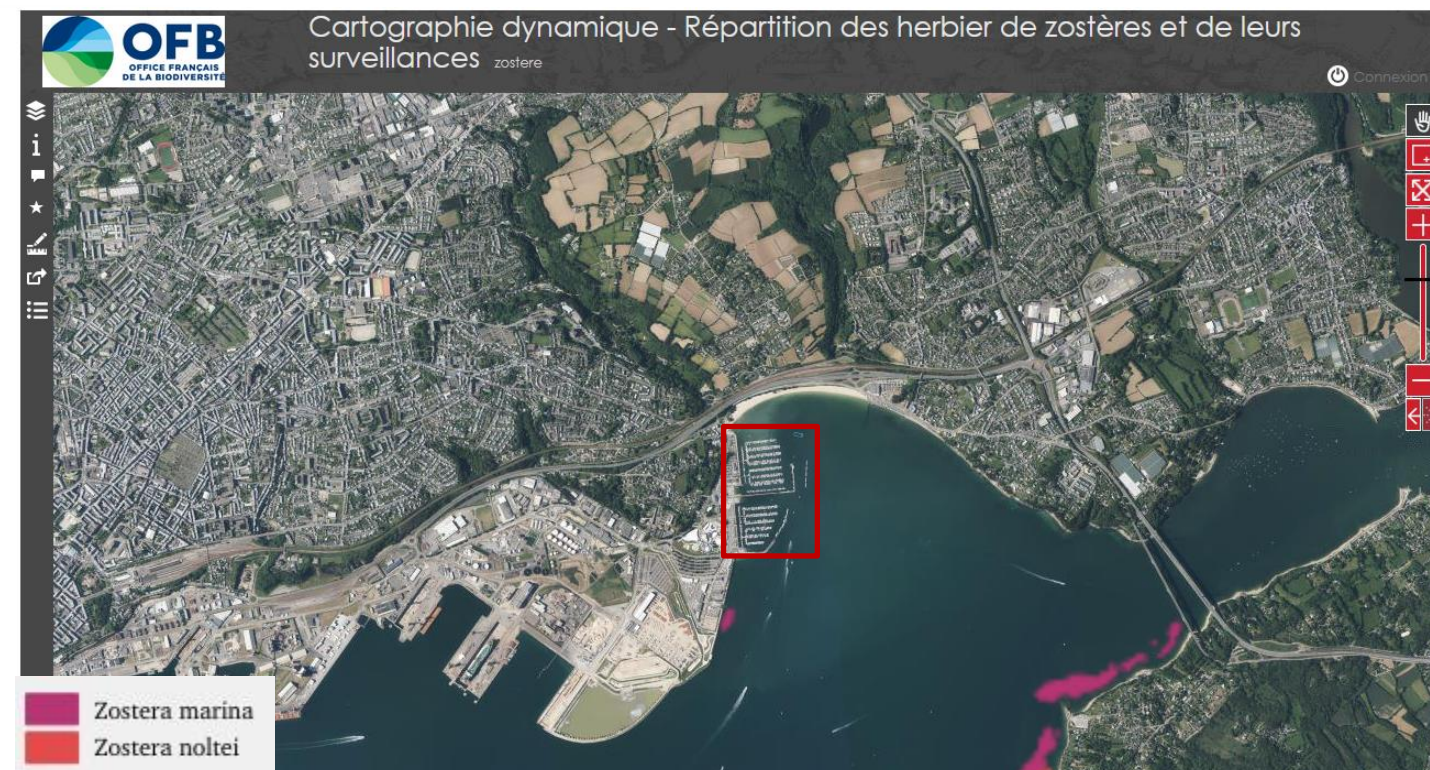 OFB
OFFICE FRANÇAIS
DE LA BIODIVERSITÉ
Cartographie dynamique - Répartition des herbier de zostères et de leurs
surveillances zostere
Connexion
Zostera marina
Zostera noltei